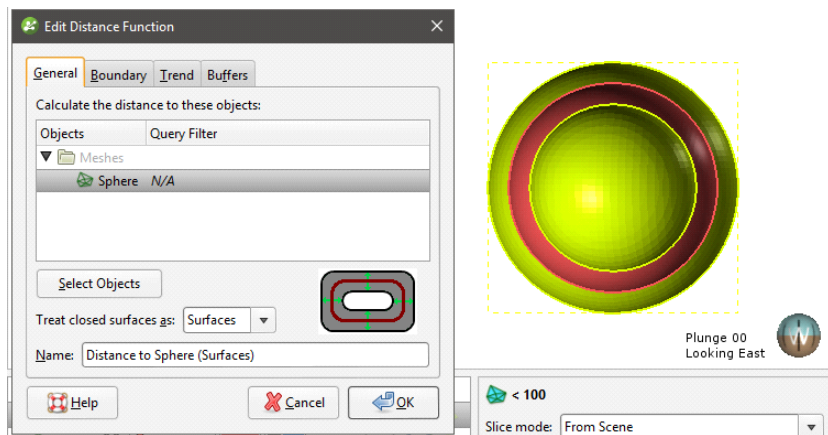 Edit Distance Function
General Boundary Trend Buffers
Calculate the distance to these objects:
Objects Query Filter
Meshes
Sphere N/A
Select Objects
Treat closed surfaces as: Surfaces
Name: Distance to Sphere (Surfaces)
Help Cancel OK
Plunge 00
Looking East
< 100
Slice mode: From Scene